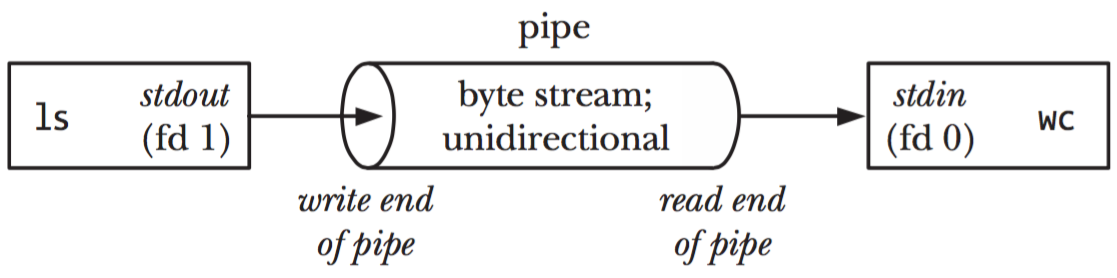 pipe
ls
stdout
(fd 1)
byte stream;
unidirectional
stdin
(fd 0)
wc
write end
of pipe
read end
of pipe